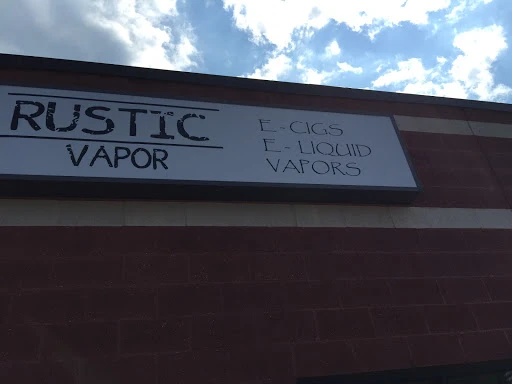 RUSTIC
VAPOR
E-CIGS
E-LIQUID
VAPORS